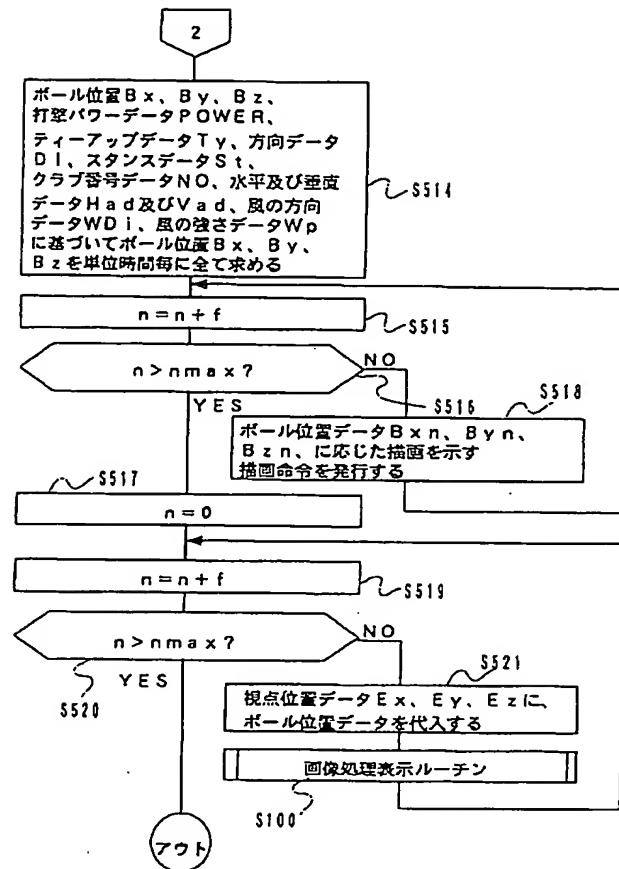 2
ボール位置Bx、By、Bz、
打撃パワーデータPOWER、
ティーアップデータTy、方向データ
DI、スタンスデータSt、
クラブ番号データNO、水平及び垂直
データHad及びVad、風の方向
データWDi、風の強さデータWp
に基づいてボール位置Bx、By、
Bzを単位時間毎に全て求める
S514
n=n+f
S515
n>nmax?
NO
S516
YES
S518
ボール位置データBxn、Byn、
Bzn、に応じた描画を示す
描画命令を発行する
S517
n=0
n=n+f
S519
n>nmax?
NO
YES
S520
S521
視点位置データEx、Ey、Ezに、
ボール位置データを代入する
画像処理表示ルーチン
S100
アウト